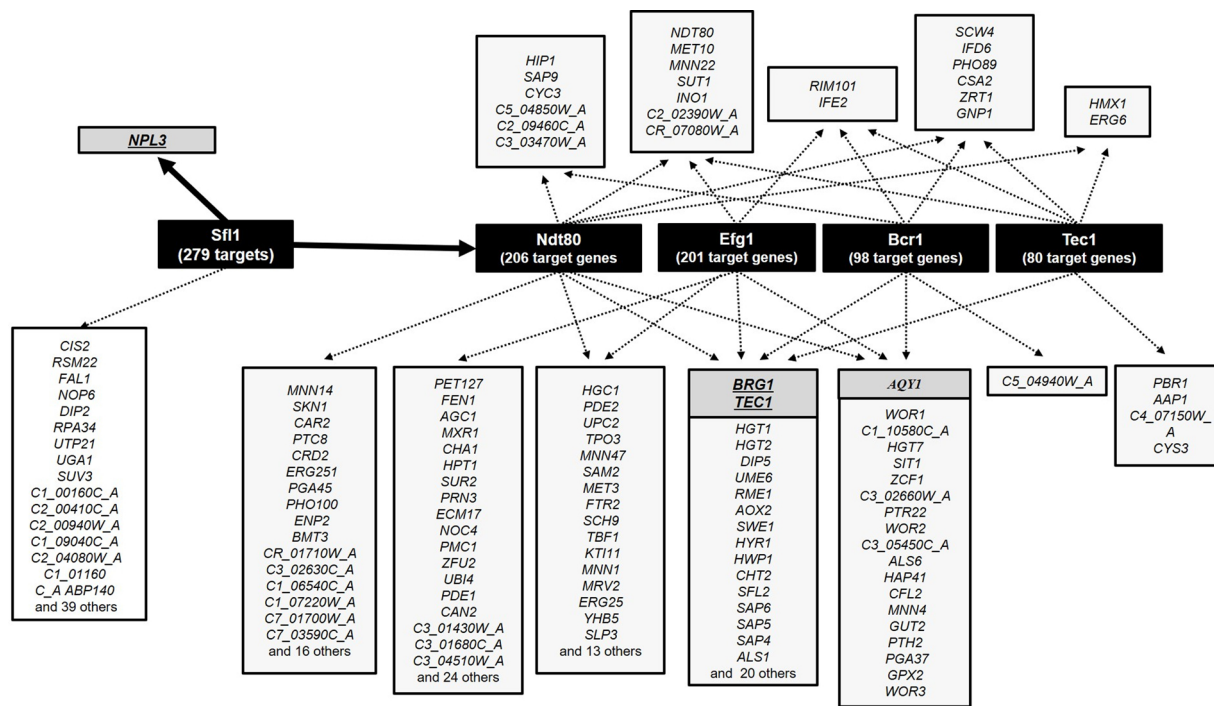 HIP1
SAP9
CYC3
C5_04850W_A
C2_09460C_A
C3_03470W_A
NDT80
MET10
MNN22
SUT1
INO1
C2_02390W_A
CR_07080W_A
RIM101
IFE2
SCW4
IFD6
PHO89
CSA2
ZRT1
GNP1
HMX1
ERG6
NPL3
Sfl1
(279 targets)
Ndt80
(206 target genes
Efg1
(201 target genes)
Bcr1
(98 target genes)
Tec1
(80 target genes)
CIS2
RSM22
FAL1
NOP6
DIP2
RPA34
UTP21
UGA1
SUV3
C1_00160C_A
C2_00410C_A
C2_00940W_A
C1_09040C_A
C2_04080W_A
C1_01160
C_A ABP140
and 39 others
MNN14
SKN1
CAR2
PTC8
CRD2
ERG251
PGA45
PHO100
ENP2
BMT3
CR_01710W_A
C3_02630C_A
C1_06540C_A
C1_07220W_A
C7_01700W_A
C7_03590C_A
and 16 others
PET127
FEN1
AGC1
MXR1
CHA1
HPT1
SUR2
PRN3
ECM17
NOC4
PMC1
ZFU2
UBI4
PDE1
CAN2
C3_01430W_A
C3_01680C_A
C3_04510W_A
and 24 others
HGC1
PDE2
UPC2
TPO3
MNN47
SAM2
MET3
FTR2
SCH9
TBF1
KTI11
MNN1
MRV2
ERG25
YHB5
SLP3
and 13 others
BRG1
TEC1
HGT1
HGT2
DIP5
UME6
RME1
AOX2
SWE1
HYR1
HWP1
CHT2
SFL2
SAP6
SAP5
SAP4
ALS1
and 20 others
AQY1
WOR1
C1_10580C_A
HGT7
SIT1
ZCF1
C3_02660W_A
PTR22
WOR2
C3_05450C_A
ALS6
HAP41
CFL2
MNN4
GUT2
PTH2
PGA37
GPX2
WOR3
C5_04940W_A
PBR1
AAP1
C4_07150W_
A
CYS3